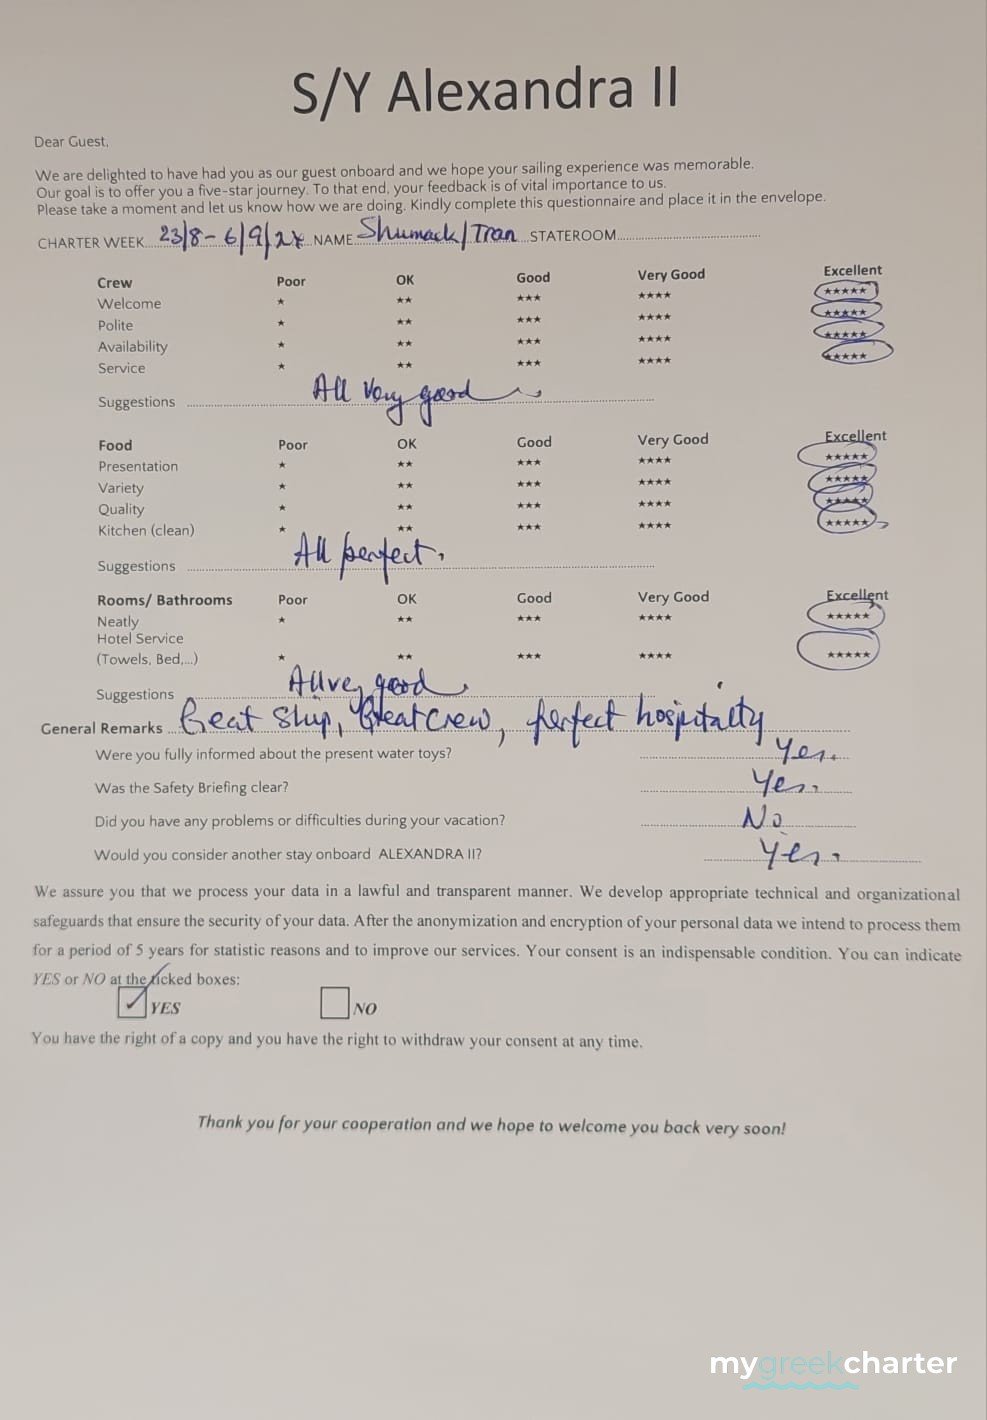 S/Y Alexandra II
Dear Guest,
We are delighted to have had you as our guest onboard and we hope your sailing experience was memorable.
Our goal is to offer you a five-star journey. To that end, your feedback is of vital importance to us.
Please take a moment and let us know how we are doing. Kindly complete this questionnaire and place it in the envelope.
CHARTER WEEK 23/8 - 6/9/24 NAME Shumack/Tran STATEROOM
Crew Poor OK Good Very Good Excellent
Welcome ★ ★★ ★★★ ★★★★ ★★★★★
Polite ★ ★★ ★★★ ★★★★ ★★★★★
Availability ★ ★★ ★★★ ★★★★ ★★★★★
Service ★ ★★ ★★★ ★★★★ ★★★★★
Suggestions All Very good
Food Poor OK Good Very Good Excellent
Presentation ★ ★★ ★★★ ★★★★ ★★★★★
Variety ★ ★★ ★★★ ★★★★ ★★★★★
Quality ★ ★★ ★★★ ★★★★ ★★★★★
Kitchen (clean) ★ ★★ ★★★ ★★★★ ★★★★★
Suggestions All perfect.
Rooms/ Bathrooms Poor OK Good Very Good Excellent
Neatly ★ ★★ ★★★ ★★★★ ★★★★★
Hotel Service
(Towels, Bed,...) ★ ★★ ★★★ ★★★★ ★★★★★
Suggestions All very good
General Remarks Great ship, Great crew, perfect hospitalty
Were you fully informed about the present water toys? Yes.
Was the Safety Briefing clear? Yes.
Did you have any problems or difficulties during your vacation? No
Would you consider another stay onboard ALEXANDRA II? Yes.
We assure you that we process your data in a lawful and transparent manner. We develop appropriate technical and organizational
safeguards that ensure the security of your data. After the anonymization and encryption of your personal data we intend to process them
for a period of 5 years for statistic reasons and to improve our services. Your consent is an indispensable condition. You can indicate
YES or NO at the ticked boxes:
✓ YES NO
You have the right of a copy and you have the right to withdraw your consent at any time.
Thank you for your cooperation and we hope to welcome you back very soon!
mygreekcharter